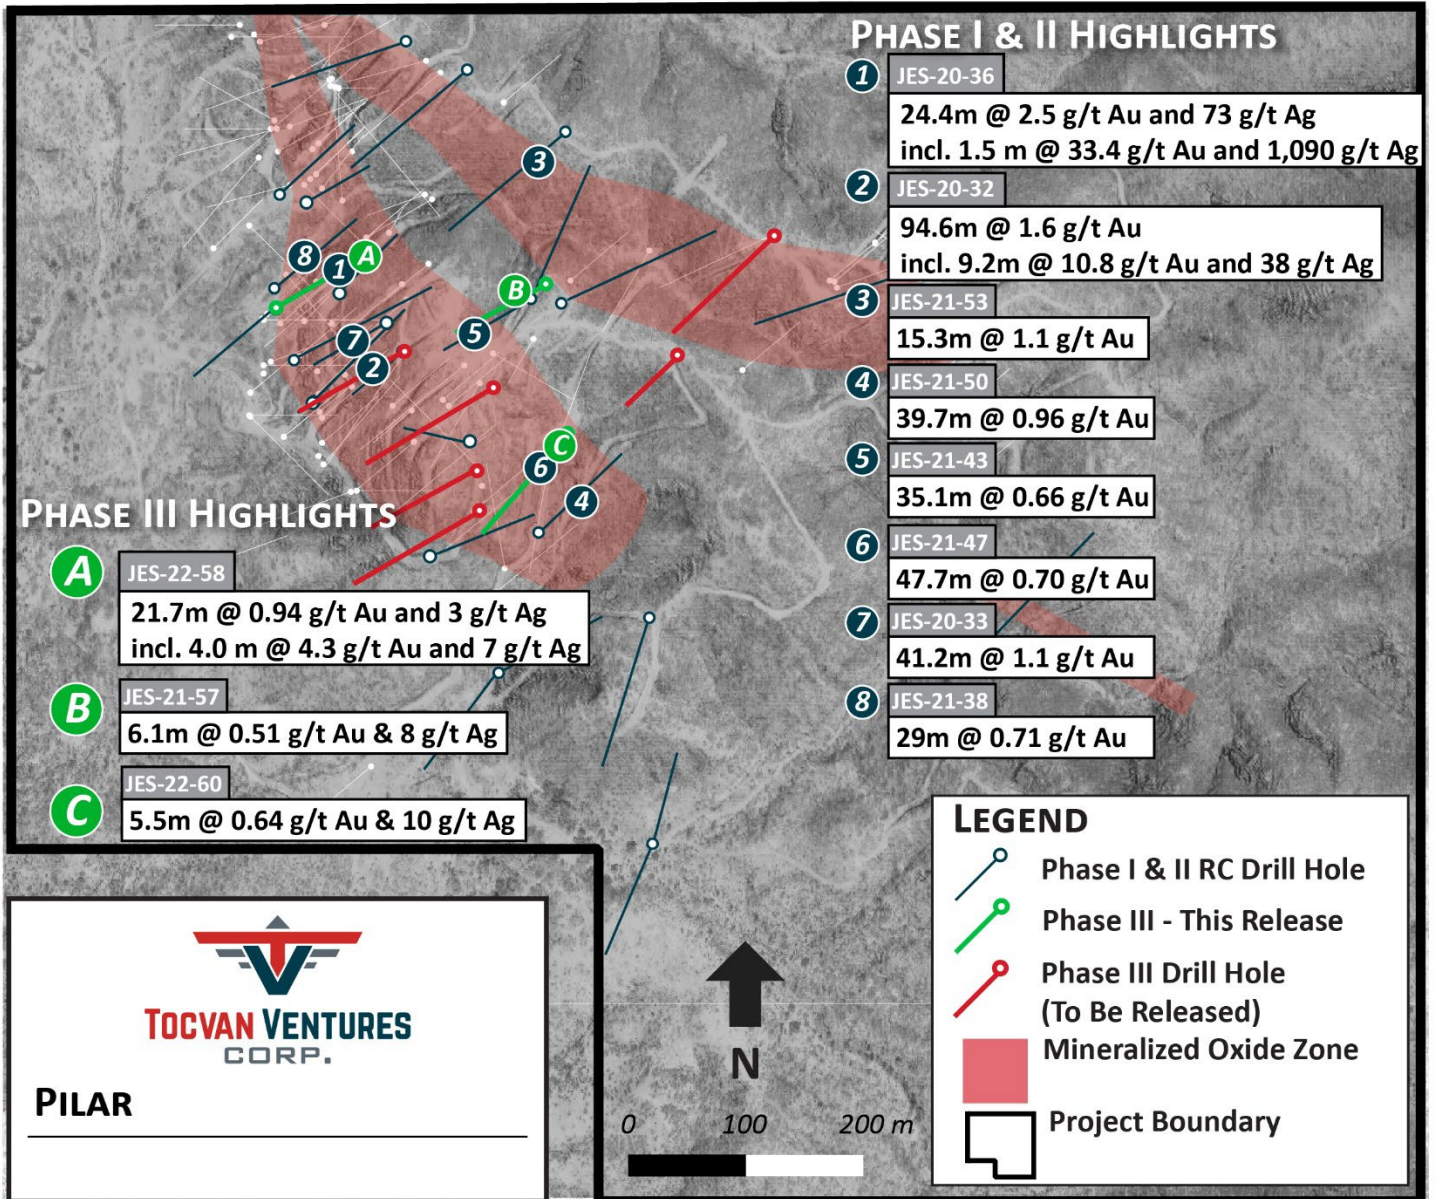 PHASE I & II HIGHLIGHTS
1 JES-20-36
24.4m @ 2.5 g/t Au and 73 g/t Ag
incl. 1.5 m @ 33.4 g/t Au and 1,090 g/t Ag
2 JES-20-32
94.6m @ 1.6 g/t Au
incl. 9.2m @ 10.8 g/t Au and 38 g/t Ag
3 JES-21-53
15.3m @ 1.1 g/t Au
4 JES-21-50
39.7m @ 0.96 g/t Au
5 JES-21-43
35.1m @ 0.66 g/t Au
6 JES-21-47
47.7m @ 0.70 g/t Au
7 JES-20-33
41.2m @ 1.1 g/t Au
8 JES-21-38
29m @ 0.71 g/t Au
3
8
1
A
B
5
7
2
C
6
4
PHASE III HIGHLIGHTS
A JES-22-58
21.7m @ 0.94 g/t Au and 3 g/t Ag
incl. 4.0 m @ 4.3 g/t Au and 7 g/t Ag
B JES-21-57
6.1m @ 0.51 g/t Au & 8 g/t Ag
C JES-22-60
5.5m @ 0.64 g/t Au & 10 g/t Ag
TOCVAN VENTURES
CORP.
PILAR
N
0 100 200 m
LEGEND
Phase I & II RC Drill Hole
Phase III - This Release
Phase III Drill Hole
(To Be Released)
Mineralized Oxide Zone
Project Boundary